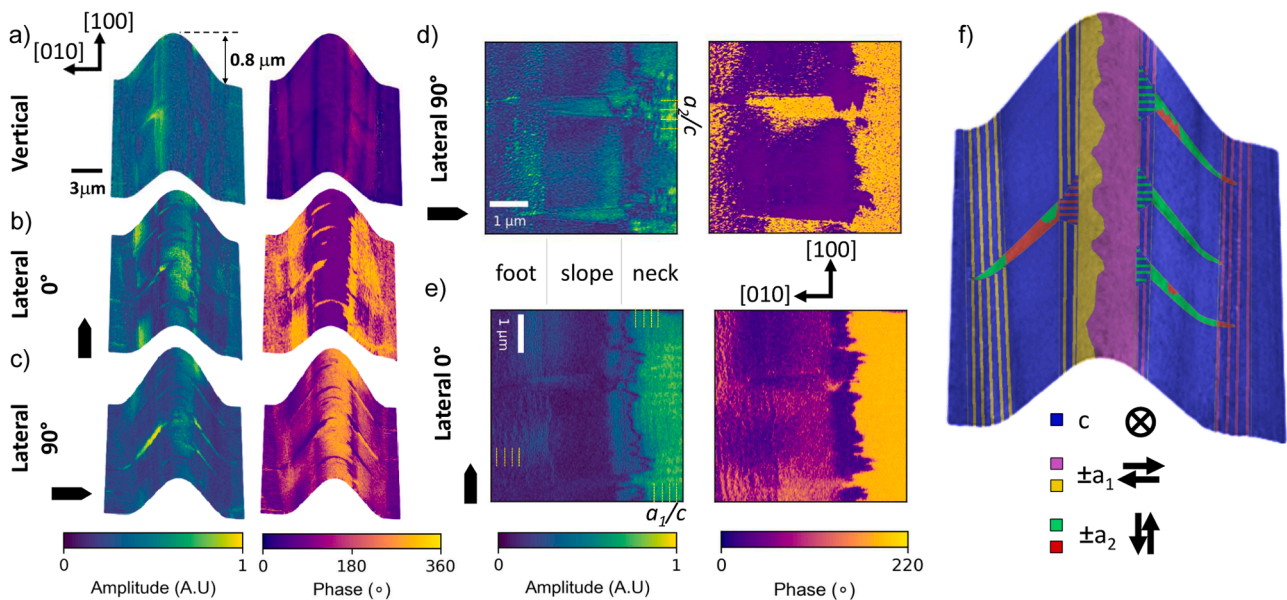 a)
[100]
[010]
0.8 µm
Vertical
3µm
b)
Lateral
0°
c)
Lateral
90°
0
1
Amplitude (A.U)
0
180
360
Phase (∘)
d)
Lateral 90°
1 µm
a₂/c
foot
slope
neck
[100]
[010]
e)
Lateral 0°
1 µm
a₁/c
0
1
Amplitude (A.U)
0
220
Phase (∘)
f)
c
±a₁
±a₂